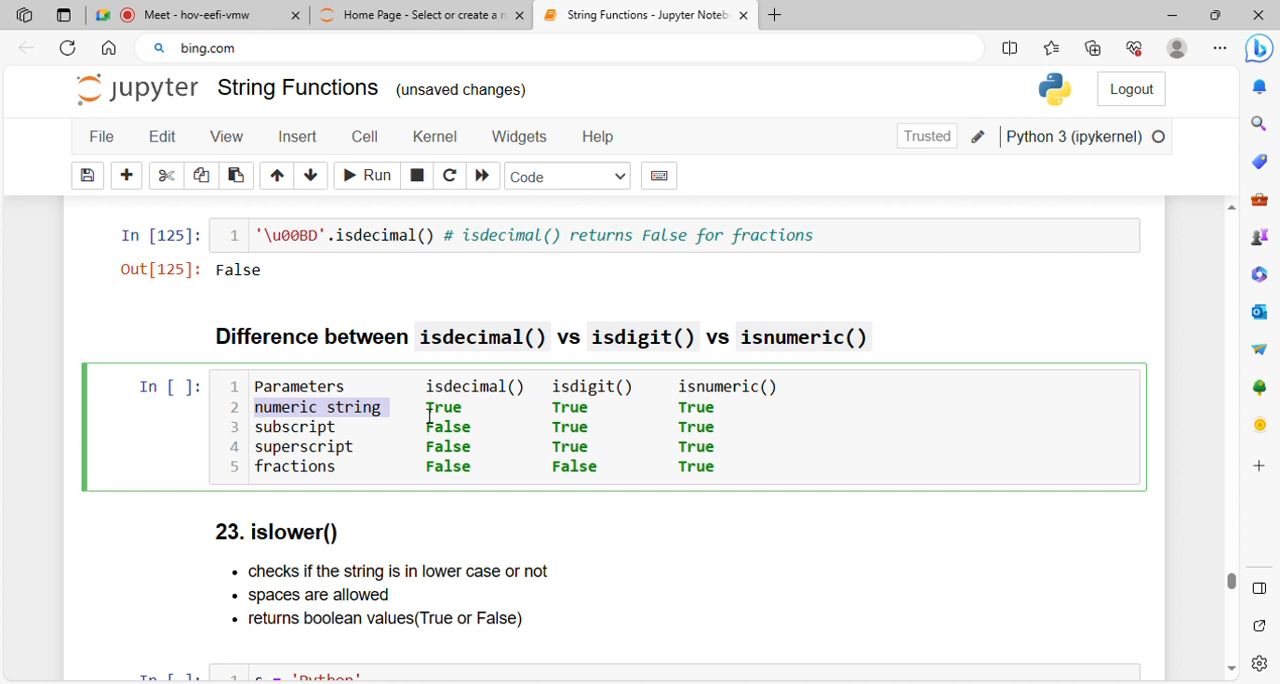 Meet - hov-eefi-vmw
Home Page - Select or create a n
String Functions - Jupyter Noteb
bing.com
jupyter String Functions (unsaved changes)
Logout
File Edit View Insert Cell Kernel Widgets Help
Trusted Python 3 (ipykernel)
Run Code
In [125]: 1 '\u00BD'.isdecimal() # isdecimal() returns False for fractions
Out[125]: False
Difference between isdecimal() vs isdigit() vs isnumeric()
In [ ]: 1 Parameters isdecimal() isdigit() isnumeric()
2 numeric string True True True
3 subscript False True True
4 superscript False True True
5 fractions False False True
23. islower()
• checks if the string is in lower case or not
• spaces are allowed
• returns boolean values(True or False)
In [ ]: 1 s = 'Python'